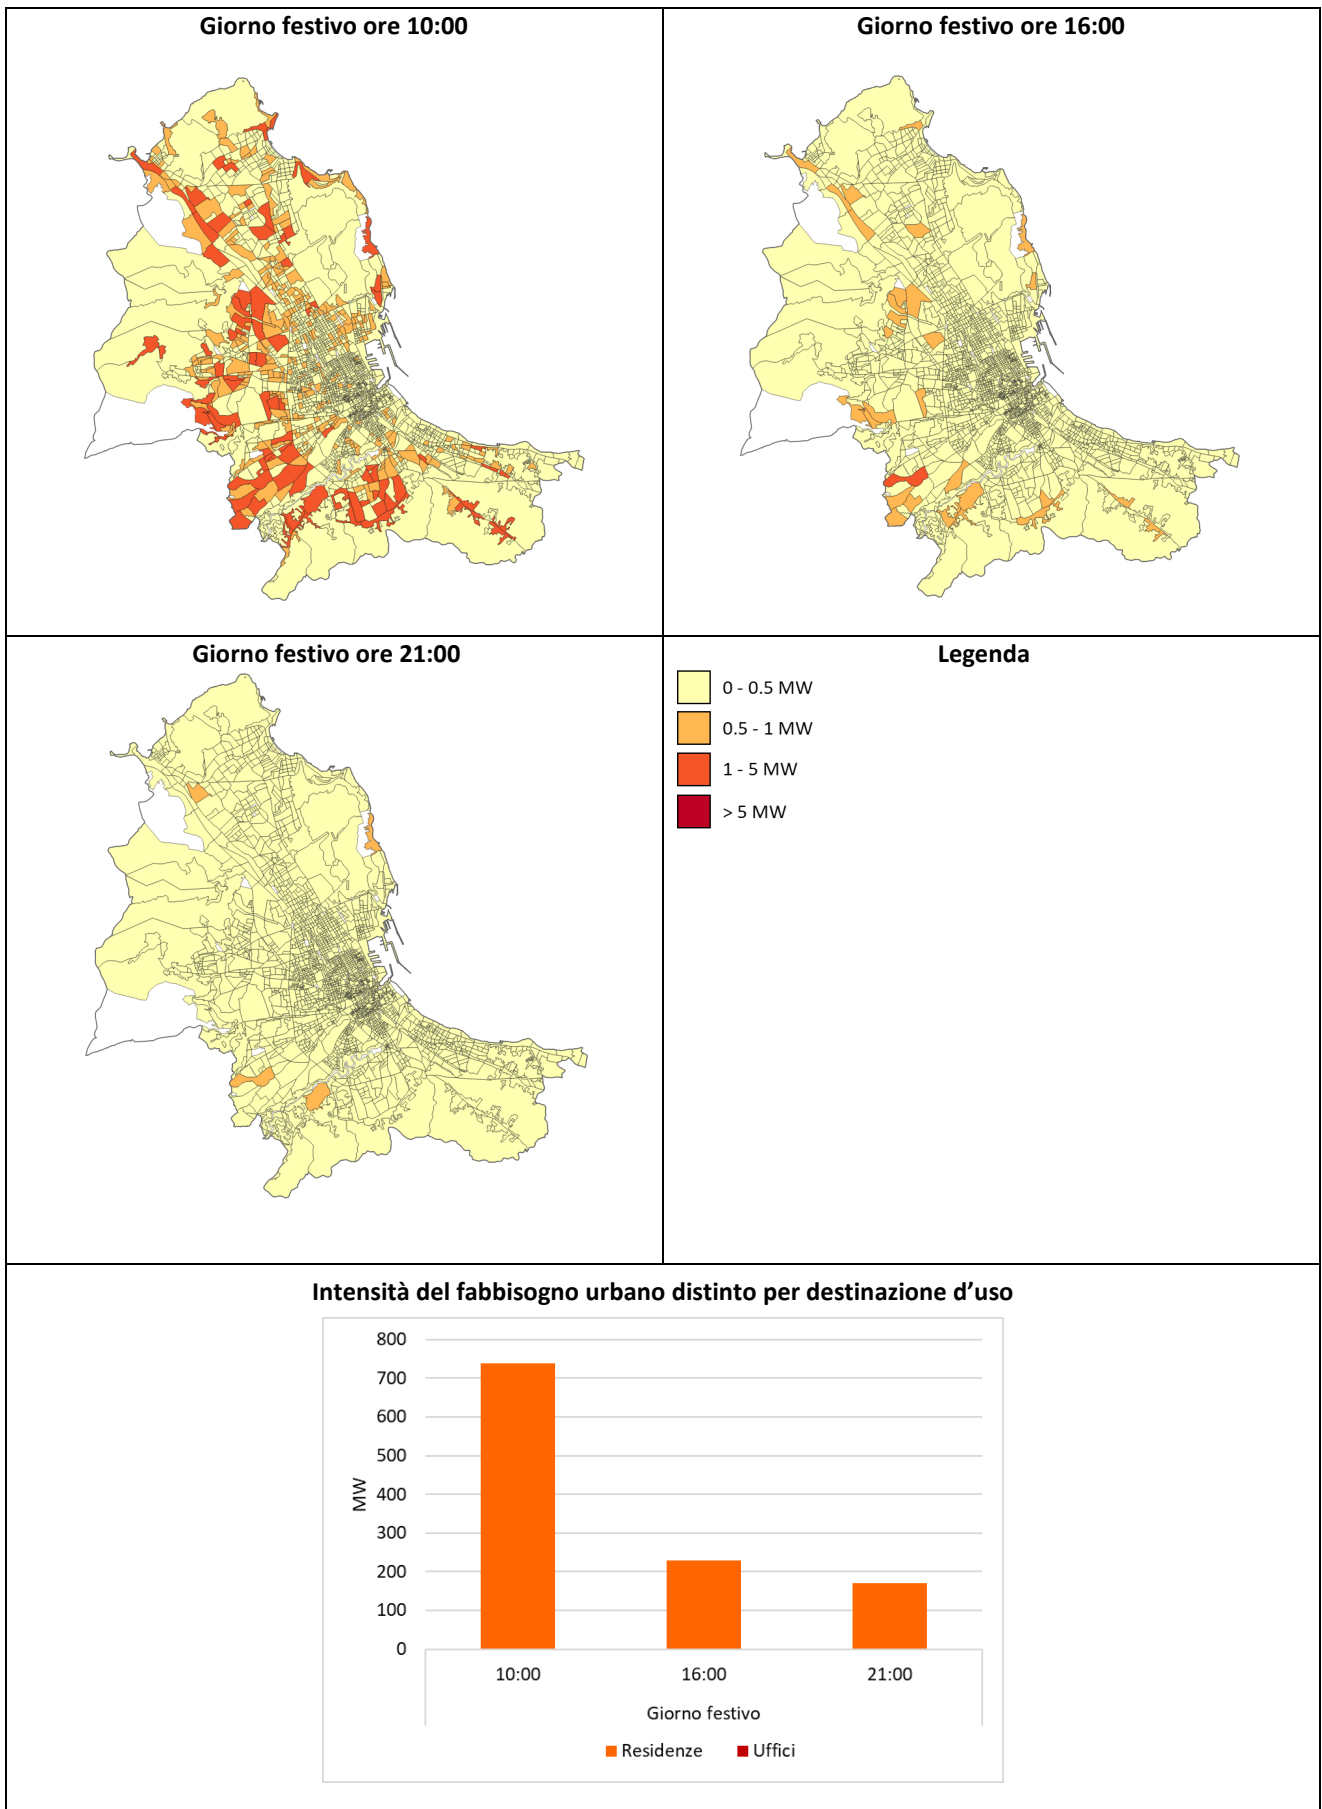 Giorno festivo ore 10:00
Giorno festivo ore 16:00
Giorno festivo ore 21:00
Legenda
0 - 0.5 MW
0.5 - 1 MW
1 - 5 MW
> 5 MW
Intensità del fabbisogno urbano distinto per destinazione d’uso
800
700
600
500
400
300
200
100
0
MW
10:00 16:00 21:00
Giorno festivo
Residenze Uffici